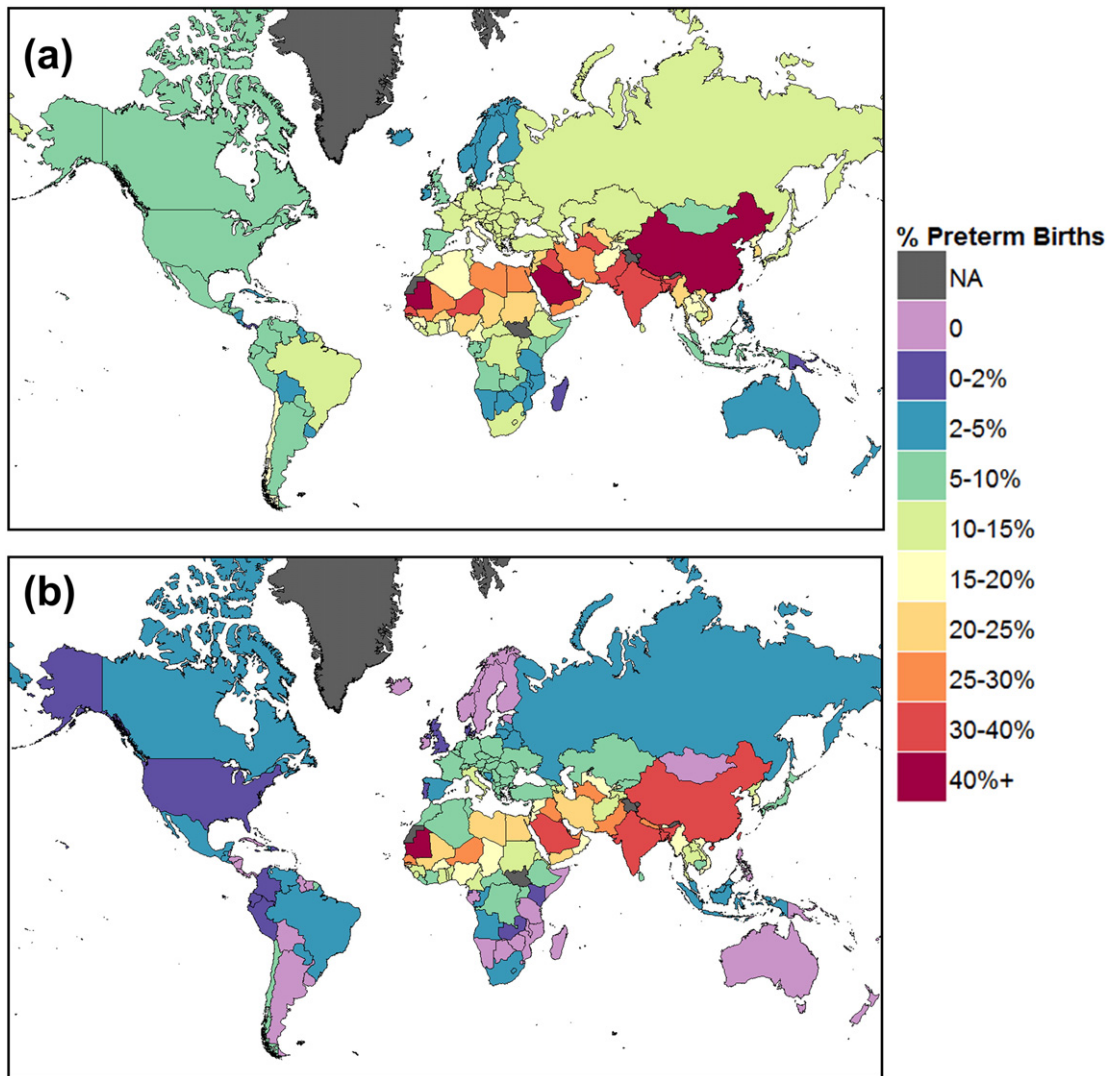 (a)
% Preterm Births
NA
0
0-2%
2-5%
5-10%
10-15%
15-20%
20-25%
25-30%
30-40%
40%+
(b)